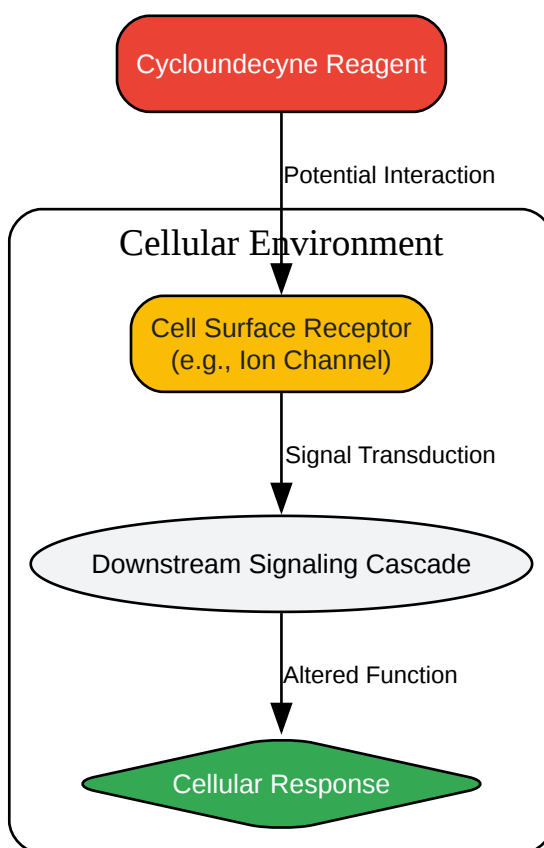 Cycloundecyne Reagent
Potential Interaction
Cellular Environment
Cell Surface Receptor
(e.g., Ion Channel)
Signal Transduction
Downstream Signaling Cascade
Altered Function
Cellular Response